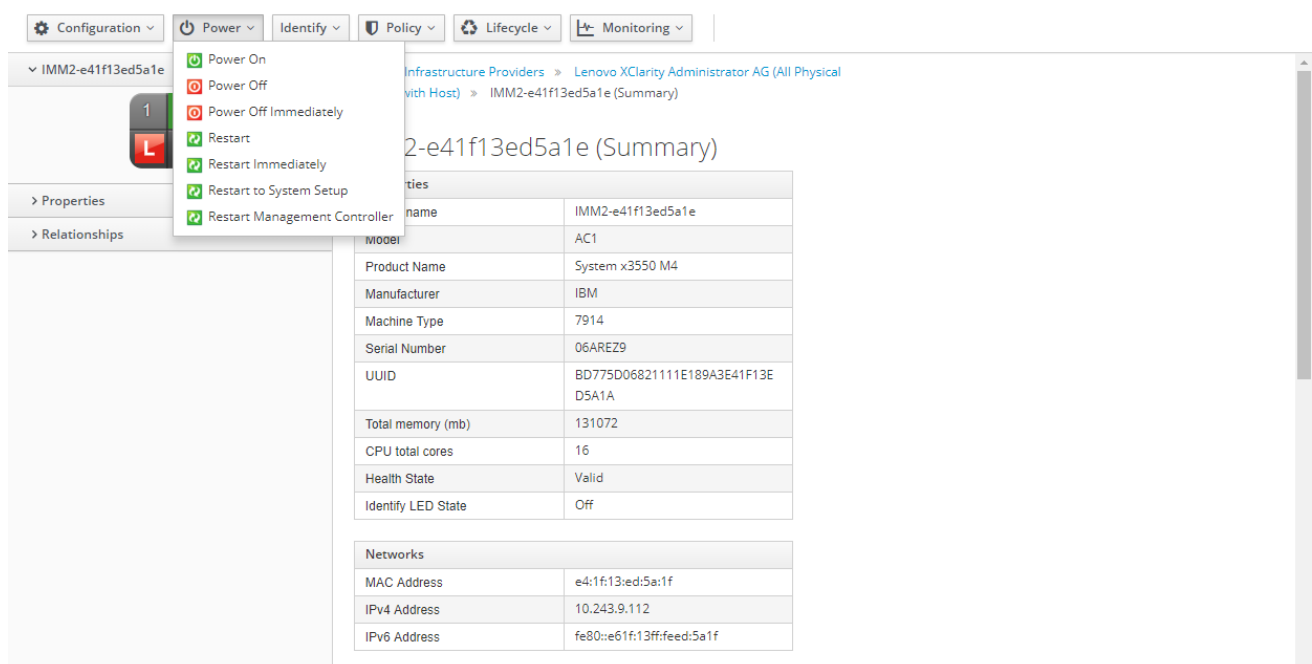 Configuration Power Identify Policy Lifecycle Monitoring
IMM2-e41f13ed5a1e
1
L
Properties
Relationships
Power On
Power Off
Power Off Immediately
Restart
Restart Immediately
Restart to System Setup
Restart Management Controller
Infrastructure Providers » Lenovo XClarity Administrator AG (All Physical
with Host) » IMM2-e41f13ed5a1e (Summary)
2-e41f13ed5a1e (Summary)
rties
name IMM2-e41f13ed5a1e
Model AC1
Product Name System x3550 M4
Manufacturer IBM
Machine Type 7914
Serial Number 06AREZ9
UUID BD775D06821111E189A3E41F13E
D5A1A
Total memory (mb) 131072
CPU total cores 16
Health State Valid
Identify LED State Off
Networks
MAC Address e4:1f:13:ed:5a:1f
IPv4 Address 10.243.9.112
IPv6 Address fe80::e61f:13ff:feed:5a1f